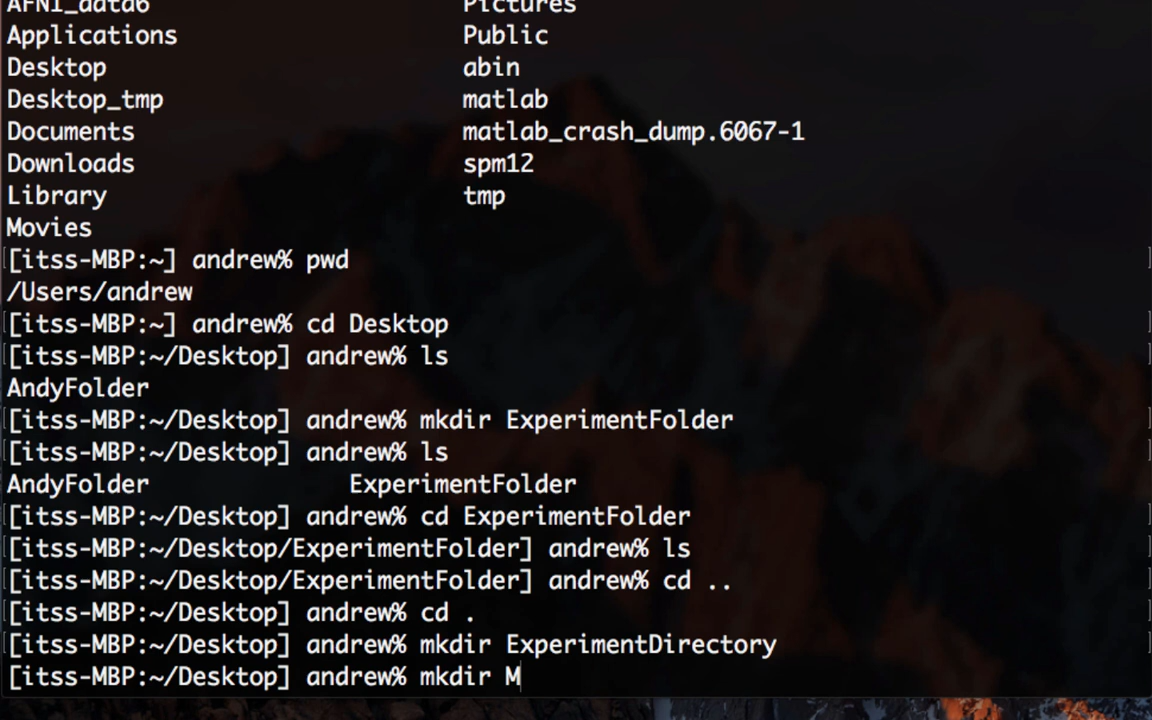 AFNI_data6 Pictures
Applications Public
Desktop abin
Desktop_tmp matlab
Documents matlab_crash_dump.6067-1
Downloads spm12
Library tmp
Movies
[itss-MBP:~] andrew% pwd
/Users/andrew
[itss-MBP:~] andrew% cd Desktop
[itss-MBP:~/Desktop] andrew% ls
AndyFolder
[itss-MBP:~/Desktop] andrew% mkdir ExperimentFolder
[itss-MBP:~/Desktop] andrew% ls
AndyFolder ExperimentFolder
[itss-MBP:~/Desktop] andrew% cd ExperimentFolder
[itss-MBP:~/Desktop/ExperimentFolder] andrew% ls
[itss-MBP:~/Desktop/ExperimentFolder] andrew% cd ..
[itss-MBP:~/Desktop] andrew% cd .
[itss-MBP:~/Desktop] andrew% mkdir ExperimentDirectory
[itss-MBP:~/Desktop] andrew% mkdir M